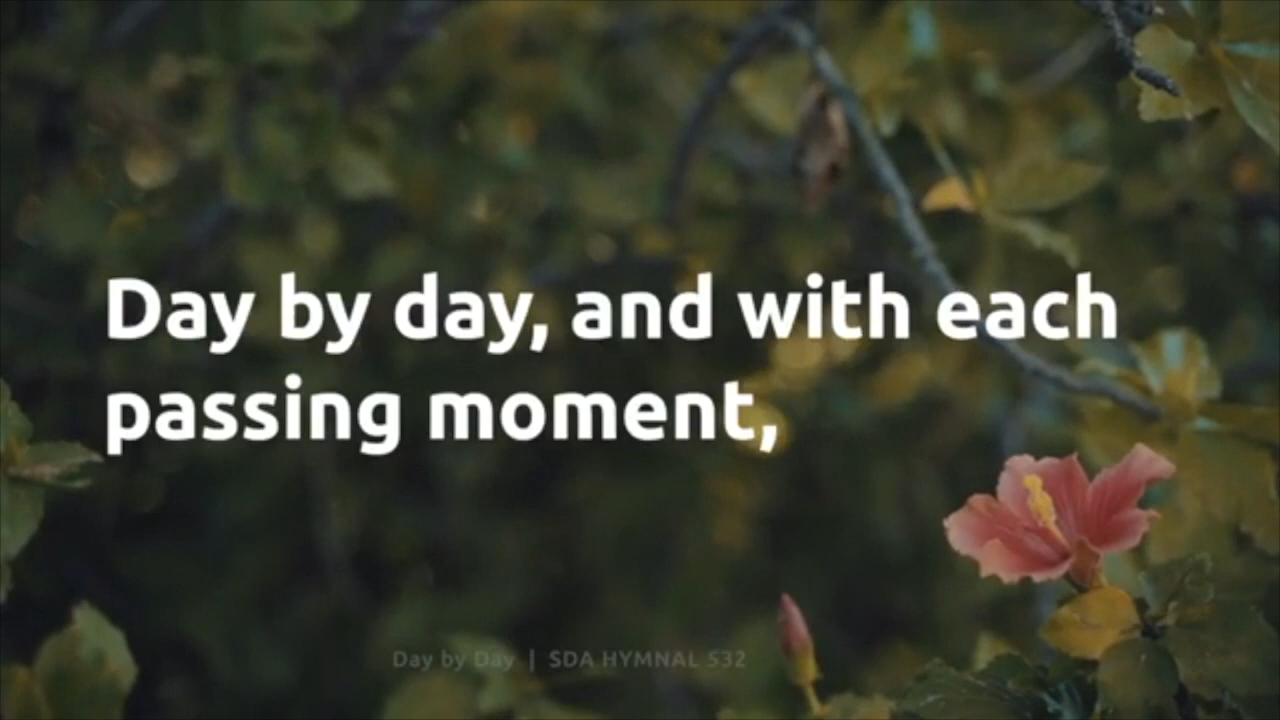 Day by day, and with each
passing moment,
Day by Day | SDA HYMNAL 532